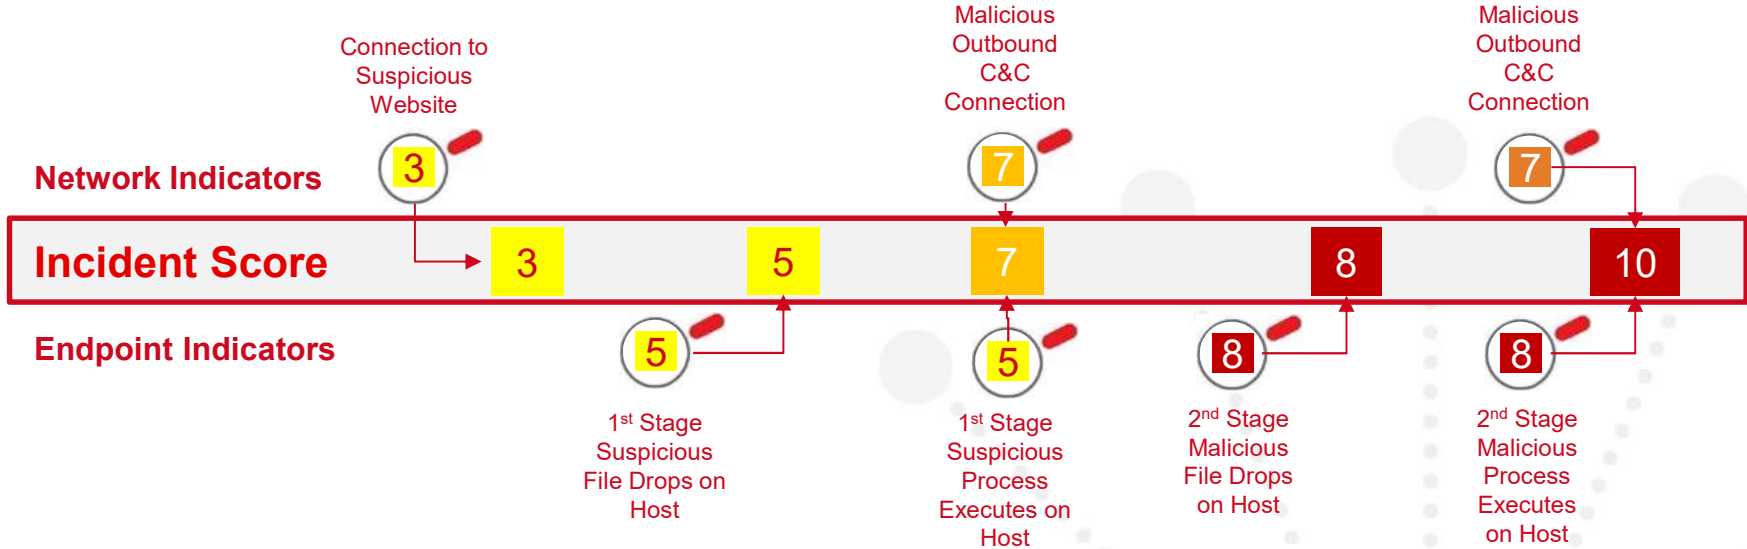 Connection to
Suspicious
Website
Malicious
Outbound
C&C
Connection
Malicious
Outbound
C&C
Connection
Network Indicators
3
7
7
Incident Score
3
5
7
8
10
Endpoint Indicators
5
5
8
8
1st Stage
Suspicious
File Drops on
Host
1st Stage
Suspicious
Process
Executes on
Host
2nd Stage
Malicious
File Drops
on Host
2nd Stage
Malicious
Process
Executes
on Host